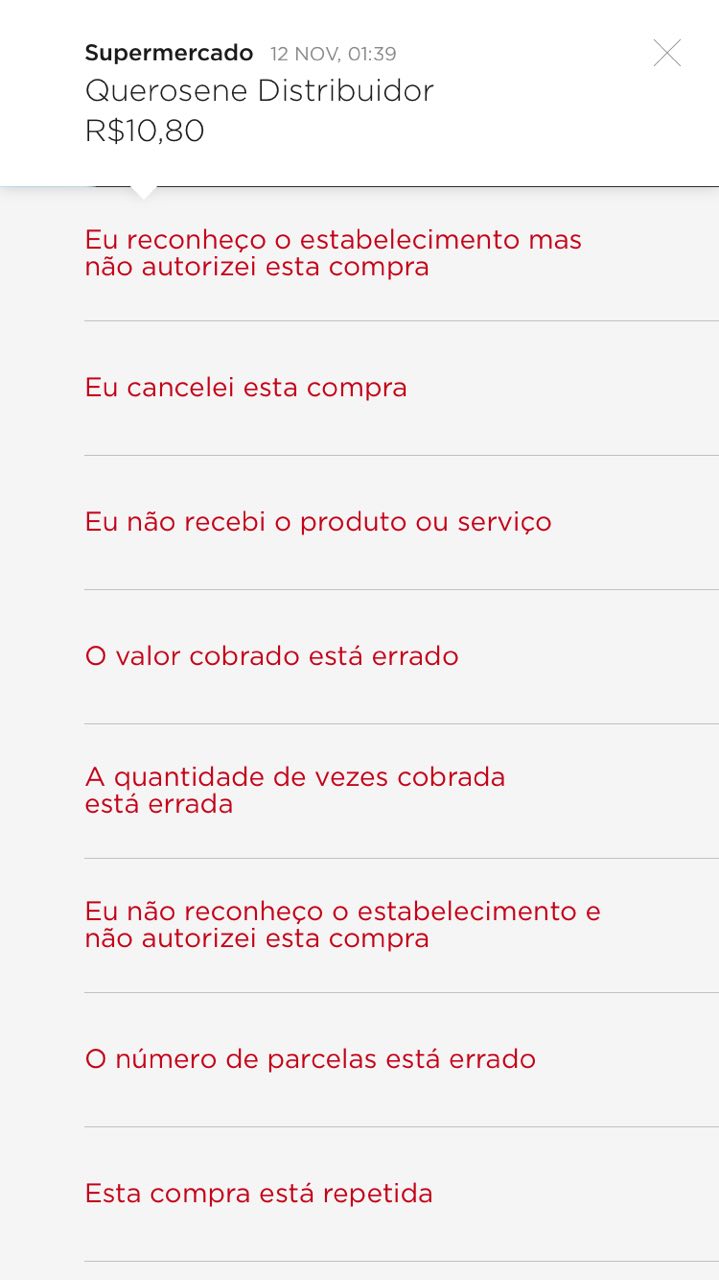 Supermercado 12 NOV, 01:39
Querosene Distribuidor
R$10,80
Eu reconheço o estabelecimento mas
não autorizei esta compra
Eu cancelei esta compra
Eu não recebi o produto ou serviço
O valor cobrado está errado
A quantidade de vezes cobrada
está errada
Eu não reconheço o estabelecimento e
não autorizei esta compra
O número de parcelas está errado
Esta compra está repetida